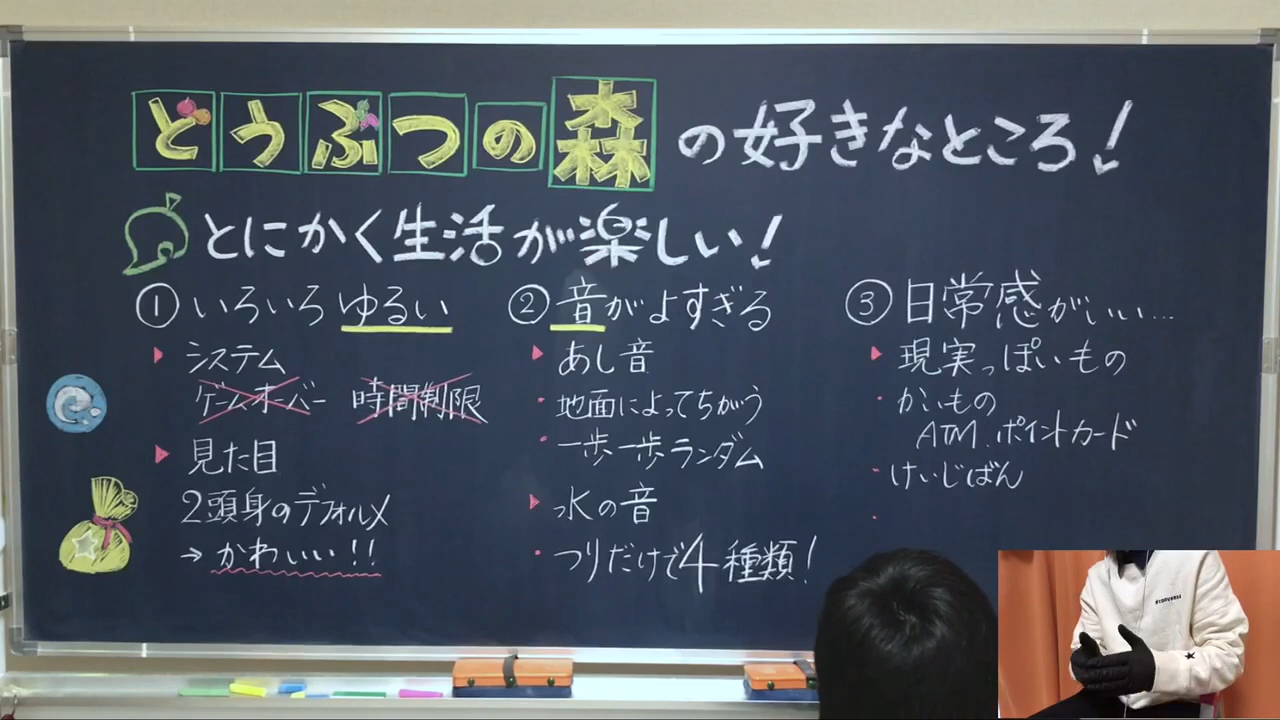 どうぶつの森の好きなところ！
とにかく生活が楽しい！
① いろいろゆるい
▶ システム
ゲームオーバー 時間制限
▶ 見た目
2頭身のデフォルメ
→ かわいい！！
② 音がよすぎる
▶ あし音
・地面によってちがう
・一歩一歩ランダム
▶ 水の音
・つりだけで4種類！
③ 日常感がいい…
▶ 現実っぽいもの
・かいもの
ATM、ポイントカード
・けいじばん
・
converse